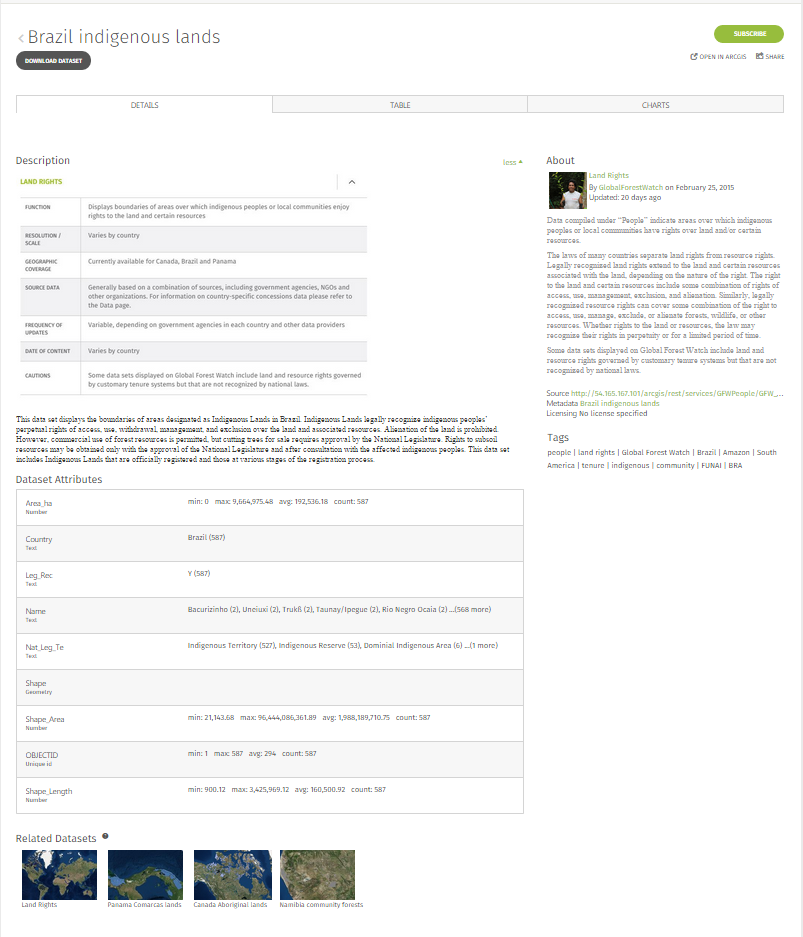 Brazil indigenous lands
SUBSCRIBE
DOWNLOAD DATASET
OPEN IN ARCGIS
SHARE
DETAILS
TABLE
CHARTS
Description
less
LAND RIGHTS
FUNCTION
Displays boundaries of areas over which indigenous peoples or local communities enjoy
rights to the land and certain resources
RESOLUTION /
SCALE
Varies by country
GEOGRAPHIC
COVERAGE
Currently available for Canada, Brazil and Panama
SOURCE DATA
Generally based on a combination of sources, including government agencies, NGOs and
other organizations. For information on country-specific concessions data please refer to
the Data page.
FREQUENCY OF
UPDATES
Variable, depending on government agencies in each country and other data providers
DATE OF CONTENT
Varies by country
CAUTIONS
Some data sets displayed on Global Forest Watch include land and resource rights governed
by customary tenure systems but that are not recognized by national laws.
This data set displays the boundaries of areas designated as Indigenous Lands in Brazil. Indigenous Lands legally recognize indigenous peoples'
perpetual rights of access, use, withdrawal, management, and exclusion over the land and associated resources. Alienation of the land is prohibited.
However, commercial use of forest resources is permitted, but cutting trees for sale requires approval by the National Legislature. Rights to subsoil
resources may be obtained only with the approval of the National Legislature and after consultation with the affected indigenous peoples. This data set
includes Indigenous Lands that are officially registered and those at various stages of the registration process.
Dataset Attributes
Area_ha
Number
min: 0 max: 9,664,975.48 avg: 192,536.18 count: 587
Country
Text
Brazil (587)
Leg_Rec
Text
Y (587)
Name
Text
Bacurizinho (2), Uneiuxi (2), Trukß (2), Taunay/Ipegue (2), Rio Negro Ocaia (2) ...(568 more)
Nat_Leg_Te
Text
Indigenous Territory (527), Indigenous Reserve (53), Dominial Indigenous Area (6) ...(1 more)
Shape
Geometry
Shape_Area
Number
min: 21,143.68 max: 96,444,086,361.89 avg: 1,988,189,710.75 count: 587
OBJECTID
Unique id
min: 1 max: 587 avg: 294 count: 587
Shape_Length
Number
min: 900.12 max: 3,425,969.12 avg: 160,500.92 count: 587
Related Datasets
Land Rights
Panama Comarcas lands
Canada Aboriginal lands
Namibia community forests
About
Land Rights
By GlobalForestWatch on February 25, 2015
Updated: 20 days ago
Data compiled under “People” indicate areas over which indigenous
peoples or local communities have rights over land and/or certain
resources.
The laws of many countries separate land rights from resource rights.
Legally recognized land rights extend to the land and certain resources
associated with the land, depending on the nature of the right. The right
to the land and certain resources include some combination of rights of
access, use, management, exclusion, and alienation. Similarly, legally
recognized resource rights can cover some combination of the right to
access, use, manage, exclude, or alienate forests, wildlife, or other
resources. Whether rights to the land or resources, the law may
recognize their rights in perpetuity or for a limited period of time.
Some data sets displayed on Global Forest Watch include land and
resource rights governed by customary tenure systems but that are not
recognized by national laws.
Source http://54.165.167.101/arcgis/rest/services/GFWPeople/GFW_...
Metadata Brazil indigenous lands
Licensing No license specified
Tags
people | land rights | Global Forest Watch | Brazil | Amazon | South
America | tenure | indigenous | community | FUNAI | BRA